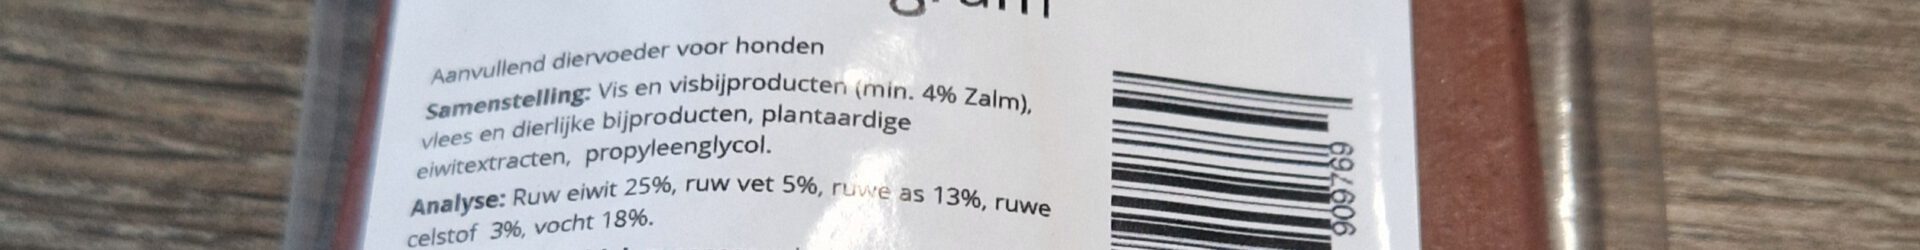 Aanvullend diervoeder voor honden
Samenstelling: Vis en visbijproducten (min. 4% Zalm),
vlees en dierlijke bijproducten, plantaardige
eiwitextracten, propyleenglycol.
Analyse: Ruw eiwit 25%, ruw vet 5%, ruwe as 13%, ruwe
celstof 3%, vocht 18%.